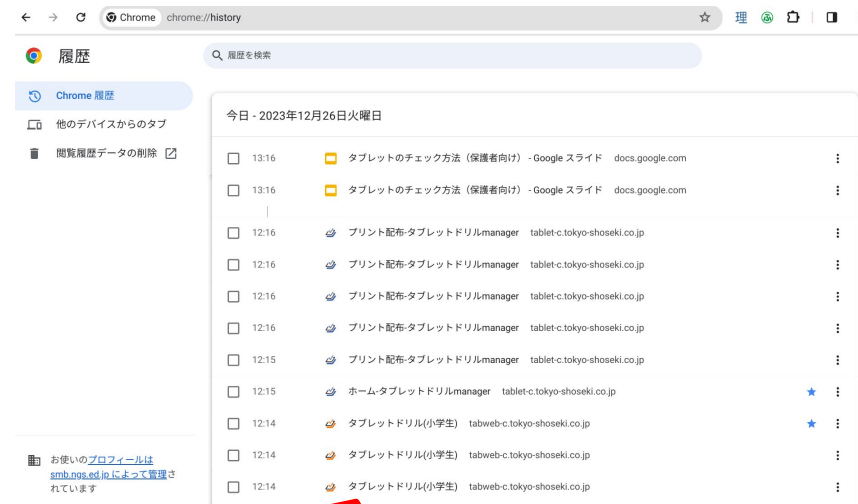 Chrome chrome://history
理
履歴
履歴を検索
Chrome 履歴
他のデバイスからのタブ
閲覧履歴データの削除
今日 - 2023年12月26日火曜日
13:16 タブレットのチェック方法（保護者向け） - Google スライド docs.google.com
13:16 タブレットのチェック方法（保護者向け） - Google スライド docs.google.com
12:16 プリント配布-タブレットドリルmanager tablet-c.tokyo-shoseki.co.jp
12:16 プリント配布-タブレットドリルmanager tablet-c.tokyo-shoseki.co.jp
12:16 プリント配布-タブレットドリルmanager tablet-c.tokyo-shoseki.co.jp
12:16 プリント配布-タブレットドリルmanager tablet-c.tokyo-shoseki.co.jp
12:15 プリント配布-タブレットドリルmanager tablet-c.tokyo-shoseki.co.jp
12:15 ホーム-タブレットドリルmanager tablet-c.tokyo-shoseki.co.jp
12:14 タブレットドリル(小学生) tabweb-c.tokyo-shoseki.co.jp
12:14 タブレットドリル(小学生) tabweb-c.tokyo-shoseki.co.jp
12:14 タブレットドリル(小学生) tabweb-c.tokyo-shoseki.co.jp
お使いのプロフィールは
smb.ngs.ed.jp によって管理さ
れています